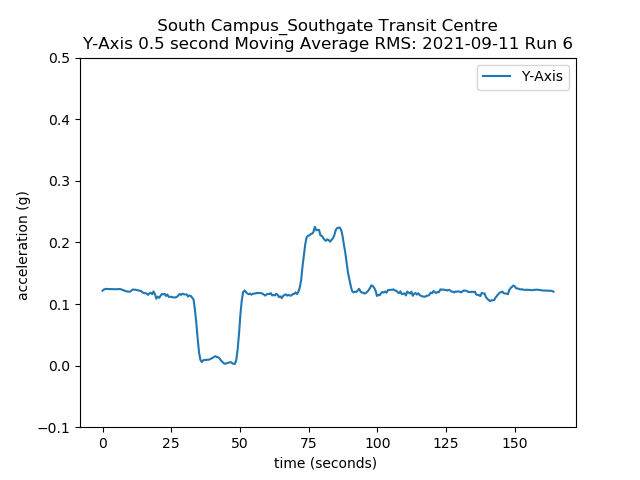 South Campus_Southgate Transit Centre
Y-Axis 0.5 second Moving Average RMS: 2021-09-11 Run 6
Y-Axis
0.5
0.4
0.3
0.2
0.1
0.0
−0.1
acceleration (g)
0 25 50 75 100 125 150
time (seconds)